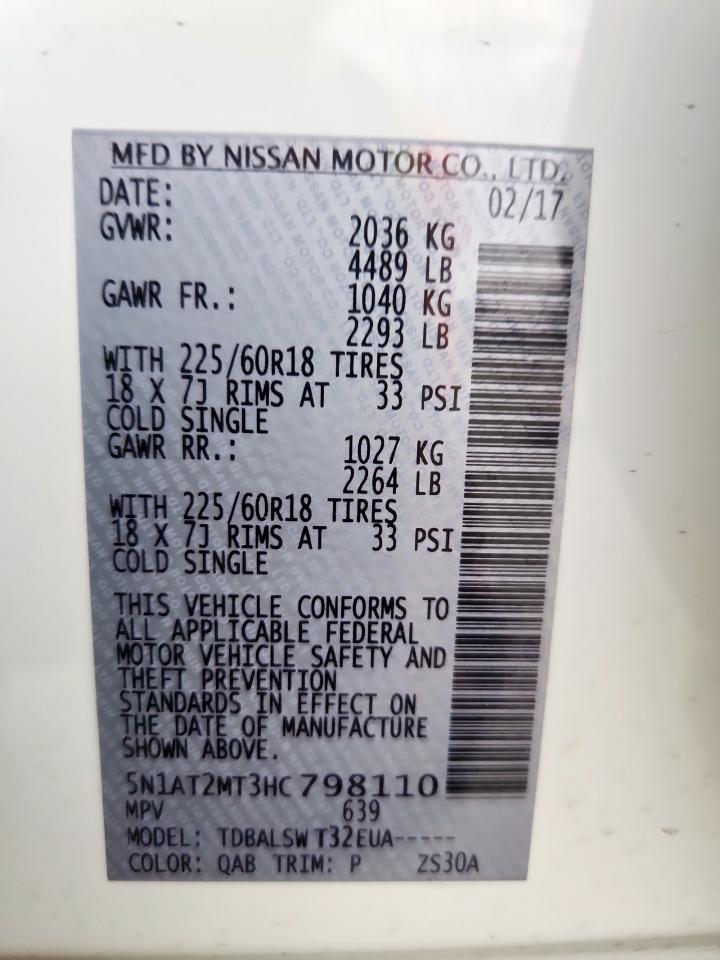 MFD BY NISSAN MOTOR CO., LTD.
DATE: 02/17
GVWR: 2036 KG
4489 LB
GAWR FR.: 1040 KG
2293 LB
WITH 225/60R18 TIRES
18 X 7J RIMS AT 33 PSI
COLD SINGLE
GAWR RR.: 1027 KG
2264 LB
WITH 225/60R18 TIRES
18 X 7J RIMS AT 33 PSI
COLD SINGLE
THIS VEHICLE CONFORMS TO
ALL APPLICABLE FEDERAL
MOTOR VEHICLE SAFETY AND
THEFT PREVENTION
STANDARDS IN EFFECT ON
THE DATE OF MANUFACTURE
SHOWN ABOVE.
5N1AT2MT3HC798110
MPV 639
MODEL: TDBALSW T32EUA-----
COLOR: QAB TRIM: P ZS30A